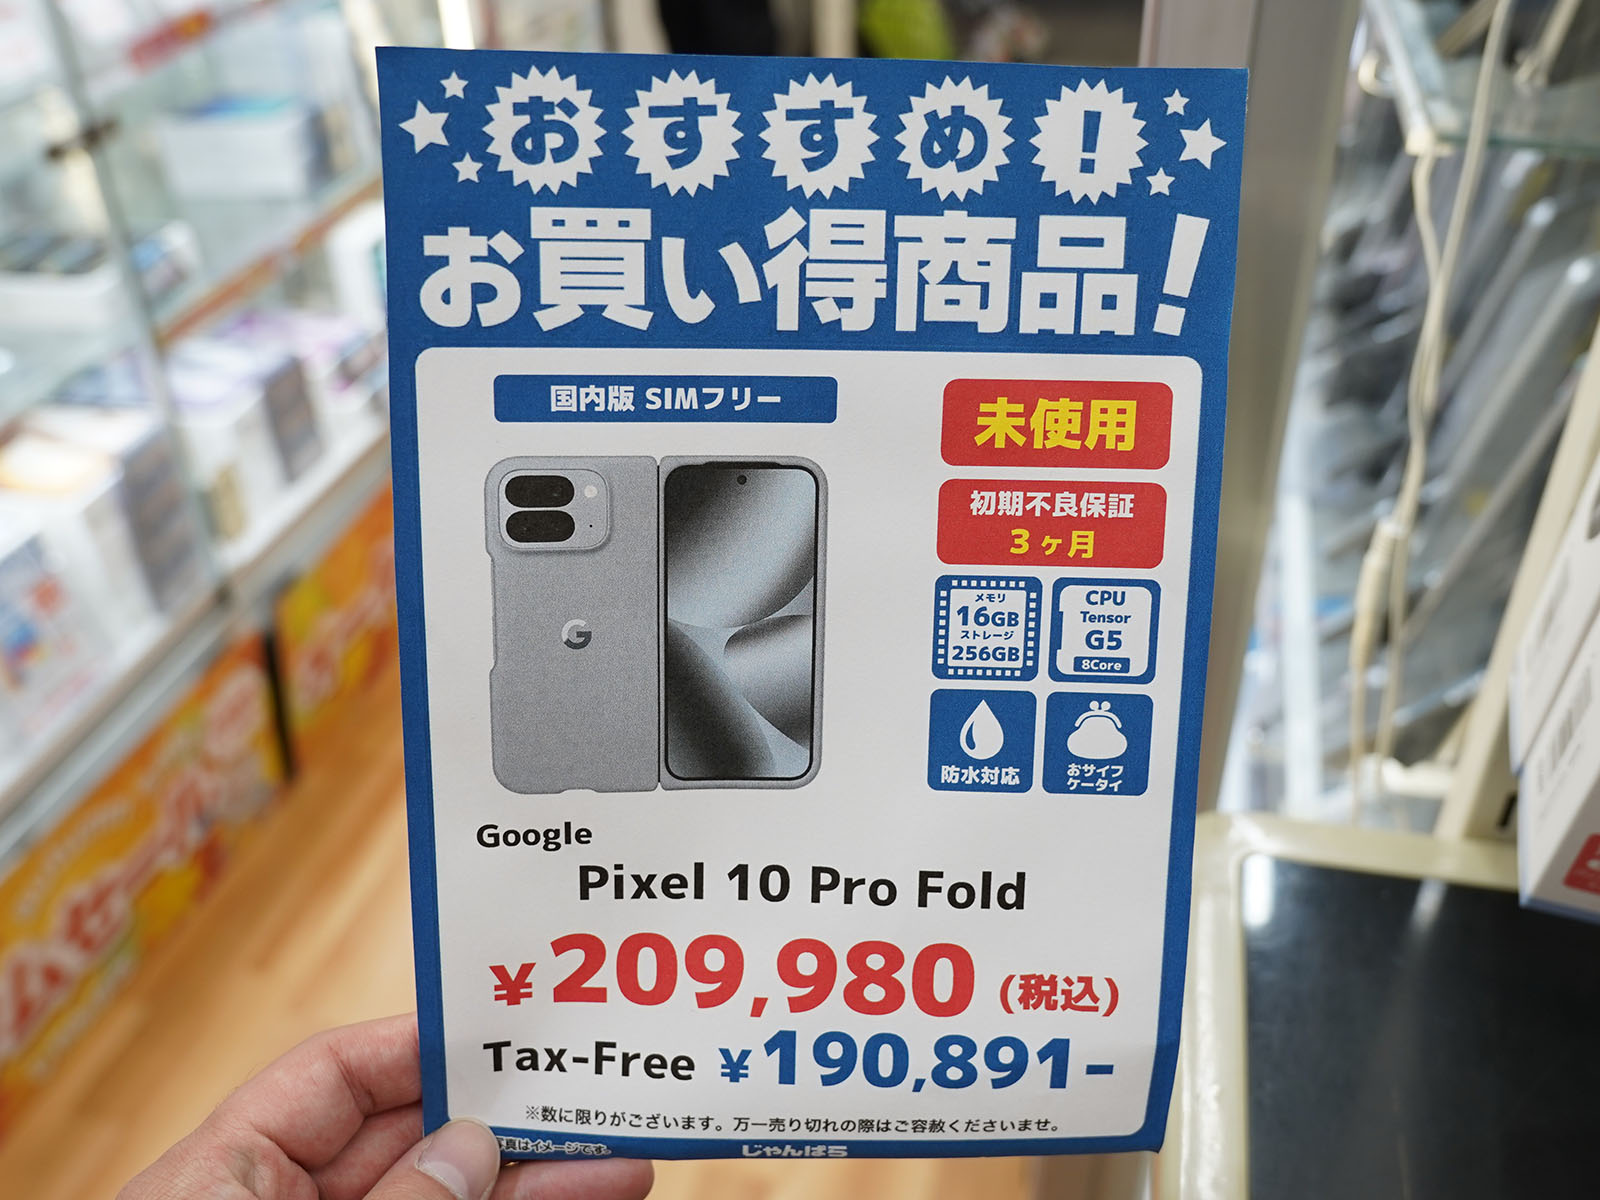 おすすめ!
お買い得商品!
国内版 SIMフリー
未使用
初期不良保証
3ヶ月
メモリ
16GB
ストレージ
256GB
CPU
Tensor
G5
8Core
防水対応
おサイフ
ケータイ
G
Google
Pixel 10 Pro Fold
¥209,980(税込)
Tax-Free ¥190,891-
※数に限りがございます。万一売り切れの際はご容赦くださいませ。
真はイメージです。
じゃんぱら